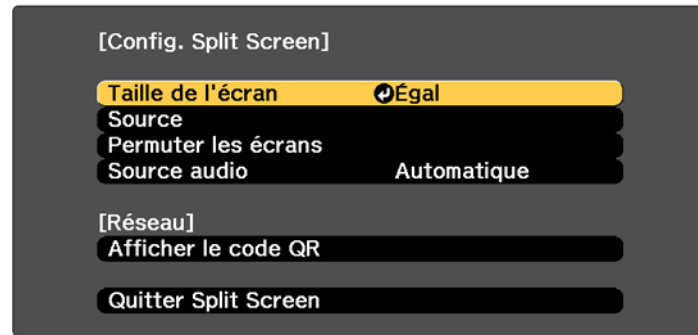 [Config. Split Screen]
Taille de l'écran Égal
Source
Permuter les écrans
Source audio Automatique
[Réseau]
Afficher le code QR
Quitter Split Screen